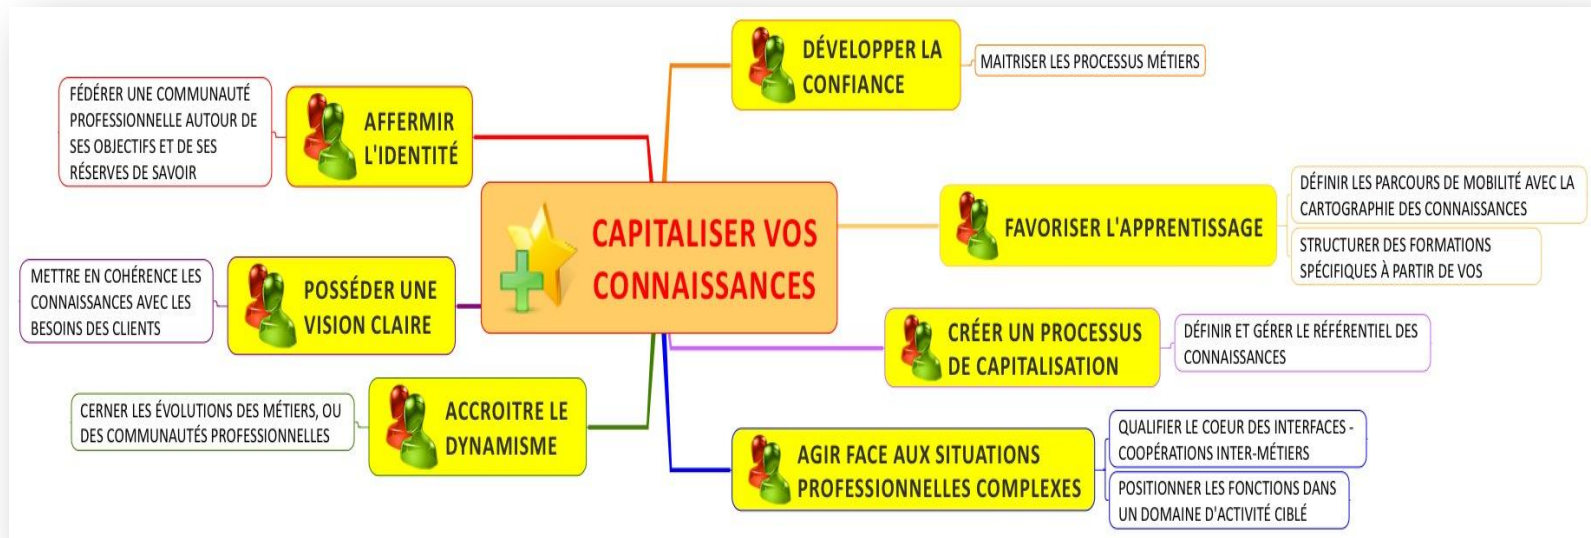 CAPITALISER VOS
CONNAISSANCES
DÉVELOPPER LA
CONFIANCE
MAITRISER LES PROCESSUS MÉTIERS
FAVORISER L'APPRENTISSAGE
DÉFINIR LES PARCOURS DE MOBILITÉ AVEC LA
CARTOGRAPHIE DES CONNAISSANCES
STRUCTURER DES FORMATIONS
SPÉCIFIQUES À PARTIR DE VOS
CRÉER UN PROCESSUS
DE CAPITALISATION
DÉFINIR ET GÉRER LE RÉFÉRENTIEL DES
CONNAISSANCES
AGIR FACE AUX SITUATIONS
PROFESSIONNELLES COMPLEXES
QUALIFIER LE COEUR DES INTERFACES -
COOPÉRATIONS INTER-MÉTIERS
POSITIONNER LES FONCTIONS DANS
UN DOMAINE D'ACTIVITÉ CIBLÉ
AFFERMIR
L'IDENTITÉ
FÉDÉRER UNE COMMUNAUTÉ
PROFESSIONNELLE AUTOUR DE
SES OBJECTIFS ET DE SES
RÉSERVES DE SAVOIR
POSSÉDER UNE
VISION CLAIRE
METTRE EN COHÉRENCE LES
CONNAISSANCES AVEC LES
BESOINS DES CLIENTS
ACCROITRE LE
DYNAMISME
CERNER LES ÉVOLUTIONS DES MÉTIERS, OU
DES COMMUNAUTÉS PROFESSIONNELLES